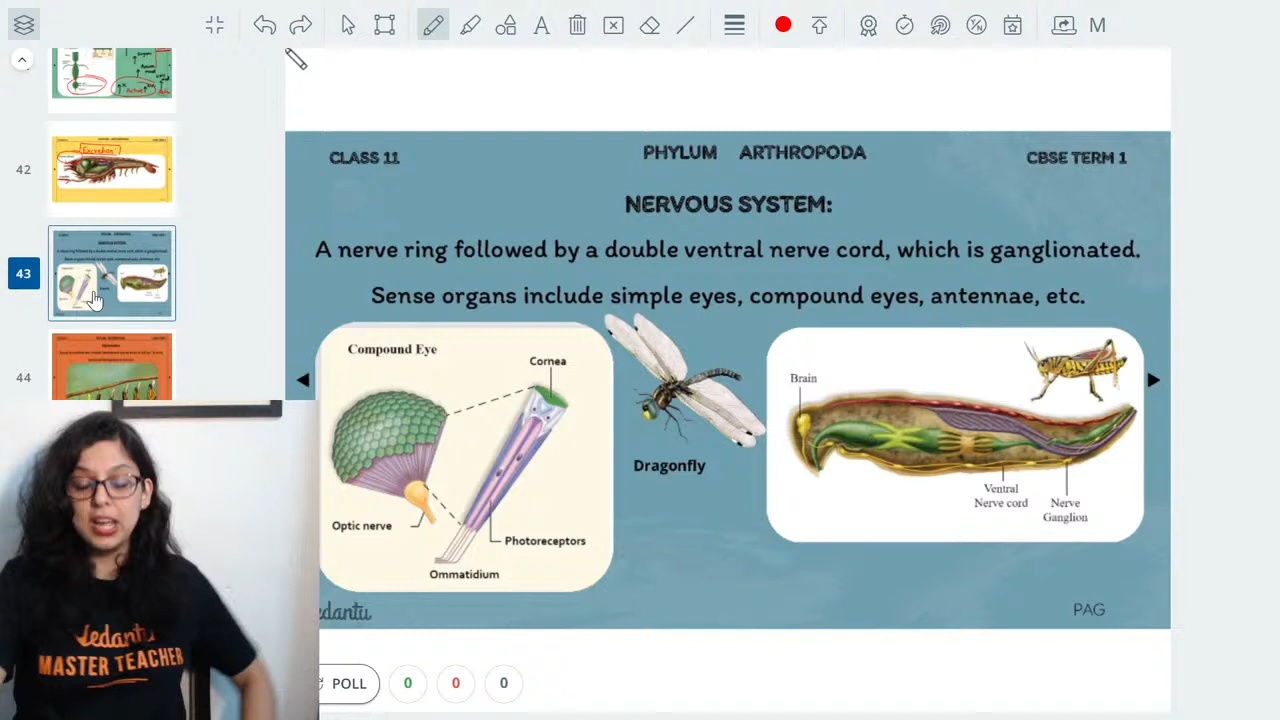 M
42
Excretion
43
44
CLASS 11
PHYLUM ARTHROPODA
CBSE TERM 1
NERVOUS SYSTEM:
A nerve ring followed by a double ventral nerve cord, which is ganglionated.
Sense organs include simple eyes, compound eyes, antennae, etc.
Compound Eye
Cornea
Optic nerve
Photoreceptors
Ommatidium
Dragonfly
Brain
Ventral
Nerve cord
Nerve
Ganglion
edantu
PAG
Vedantu
MASTER TEACHER
POLL
0
0
0